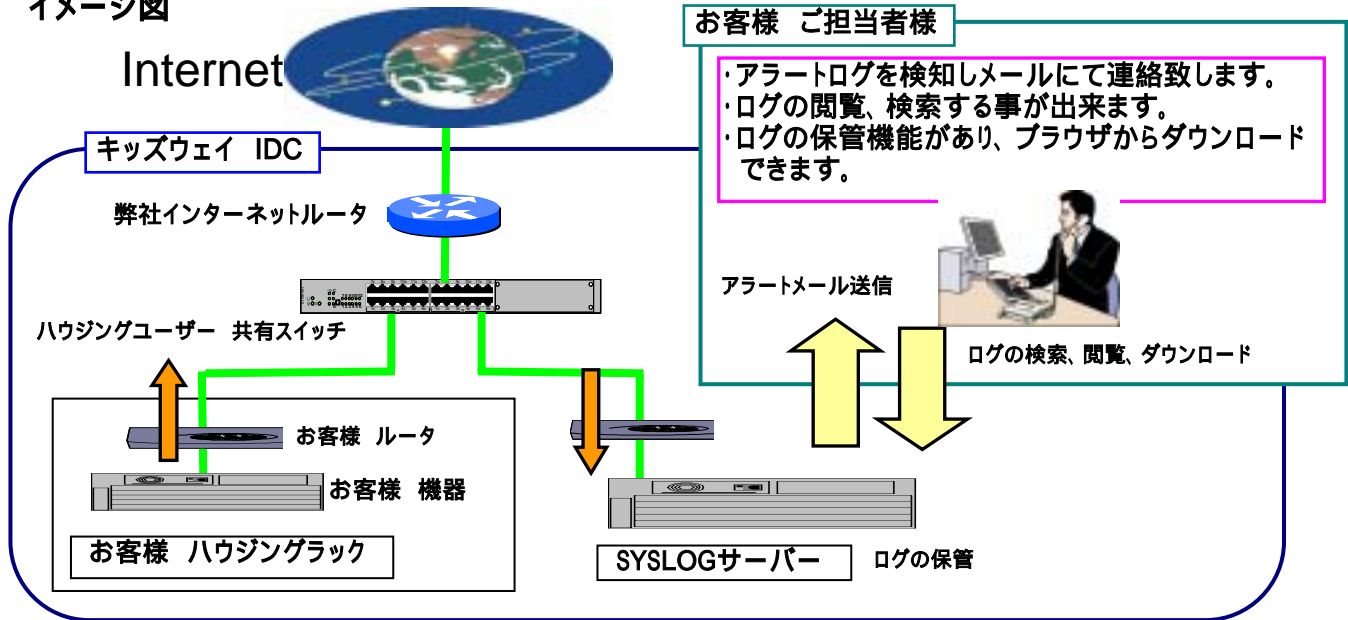 イメージ図
Internet
お客様 ご担当者様
・アラートログを検知しメールにて連絡致します。
・ログの閲覧、検索する事が出来ます。
・ログの保管機能があり、ブラウザからダウンロード
できます。
キッズウェイ IDC
弊社インターネットルータ
アラートメール送信
ハウジングユーザー 共有スイッチ
ログの検索、閲覧、ダウンロード
お客様 ルータ
お客様 機器
お客様 ハウジングラック
SYSLOGサーバー
ログの保管